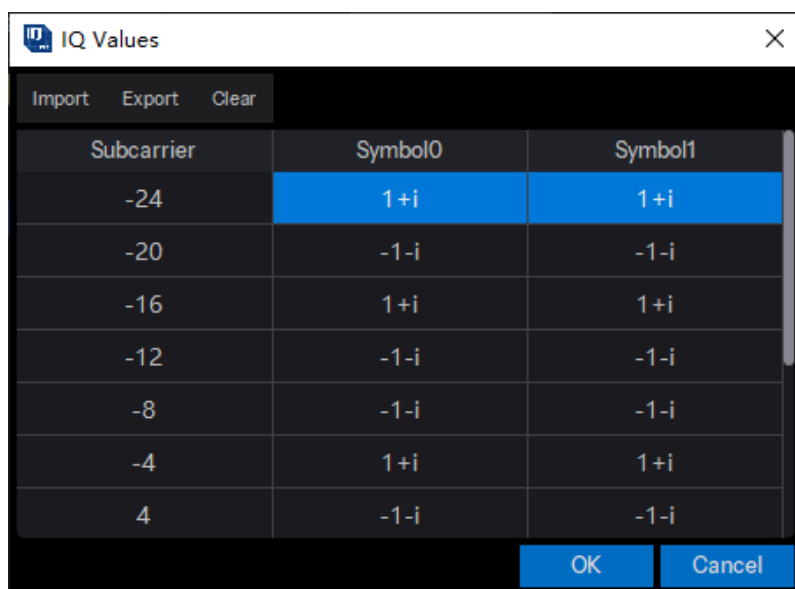 IQ Values
Import Export Clear
Subcarrier Symbol0 Symbol1
-24 1+i 1+i
-20 -1-i -1-i
-16 1+i 1+i
-12 -1-i -1-i
-8 -1-i -1-i
-4 1+i 1+i
4 -1-i -1-i
OK Cancel